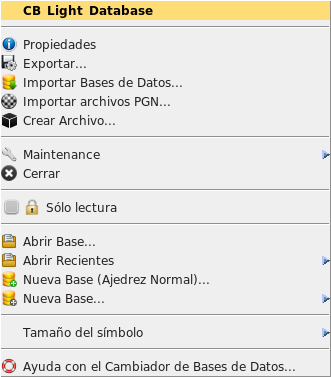 CB Light Database
Propiedades
Exportar...
Importar Bases de Datos...
Importar archivos PGN...
Crear Archivo...
Maintenance
Cerrar
Sólo lectura
Abrir Base...
Abrir Recientes
Nueva Base (Ajedrez Normal)...
Nueva Base...
Tamaño del símbolo
Ayuda con el Cambiador de Bases de Datos...